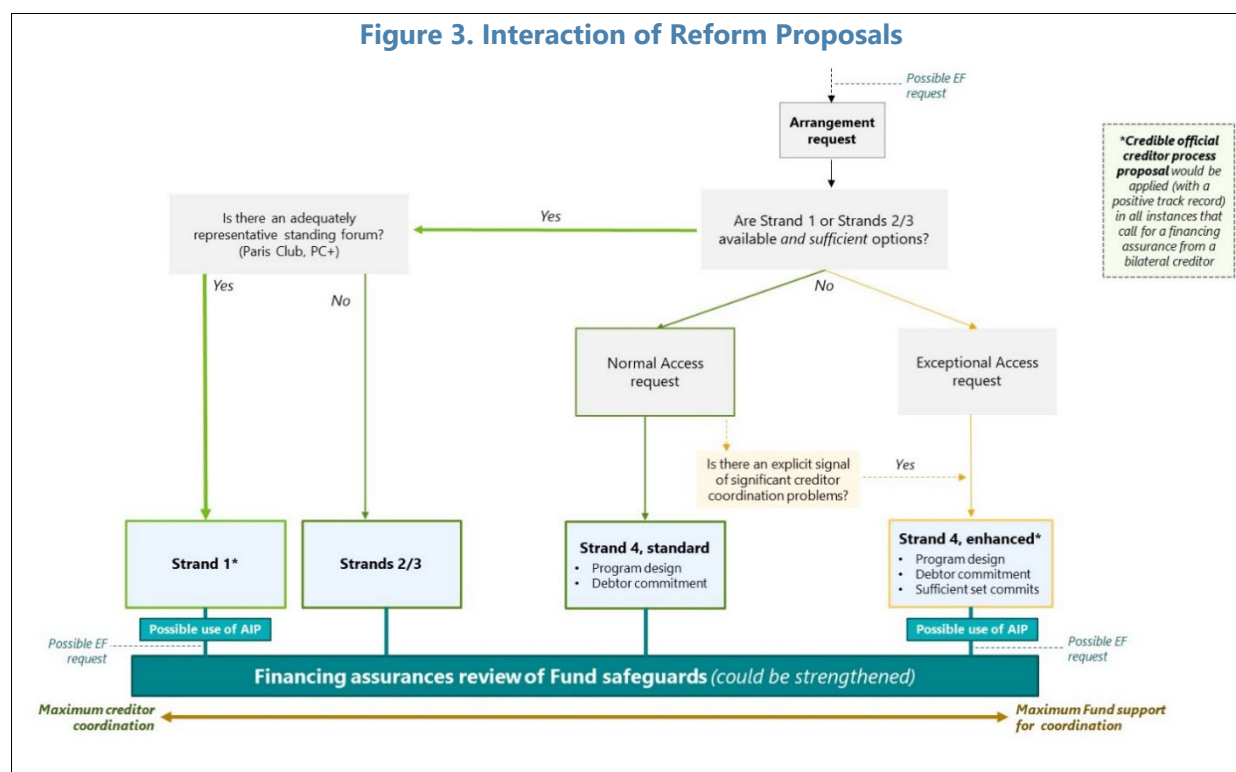 Figure 3. Interaction of Reform Proposals
Possible EF
request
Arrangement
request
*Credible official
creditor process
proposal would be
applied (with a
positive track record)
in all instances that
call for a financing
assurance from a
bilateral creditor
Is there an adequately
representative standing forum?
(Paris Club, PC+)
Yes
Are Strand 1 or Strands 2/3
available and sufficient options?
Yes
No
No
Normal Access
request
Exceptional Access
request
Is there an explicit signal
of significant creditor
coordination problems?
Yes
Strand 1*
Strands 2/3
Strand 4, standard
• Program design
• Debtor commitment
Strand 4, enhanced*
• Program design
• Debtor commitment
• Sufficient set commits
Possible use of AIP
Possible use of AIP
Possible EF
request
Possible EF
request
Financing assurances review of Fund safeguards (could be strengthened)
Maximum creditor
coordination
Maximum Fund support
for coordination